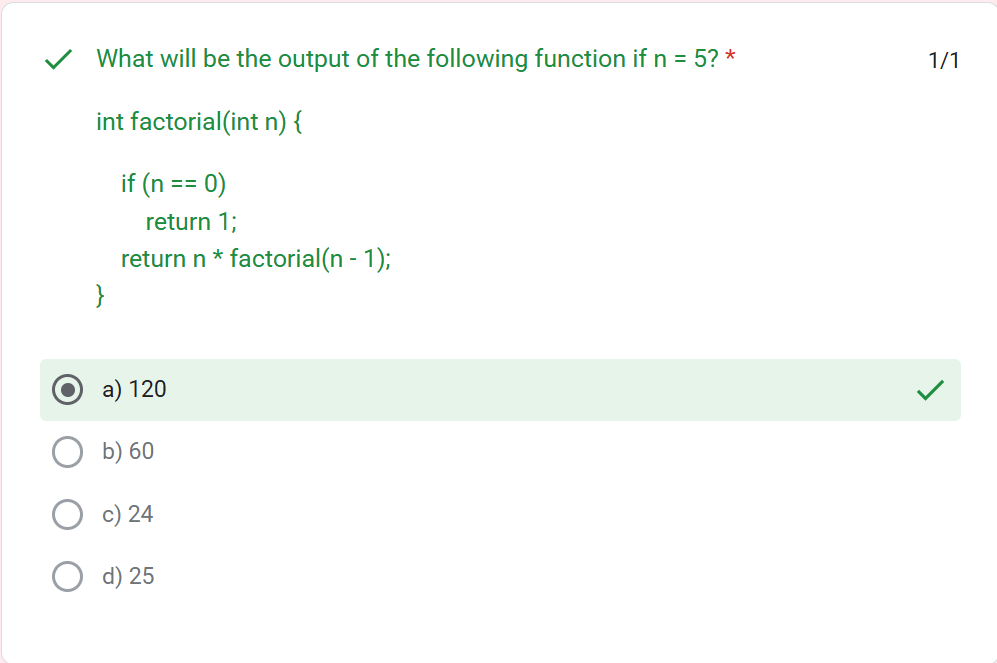 What will be the output of the following function if n = 5? *
1/1
int factorial(int n) {
if (n == 0)
return 1;
return n * factorial(n - 1);
}
a) 120
b) 60
c) 24
d) 25